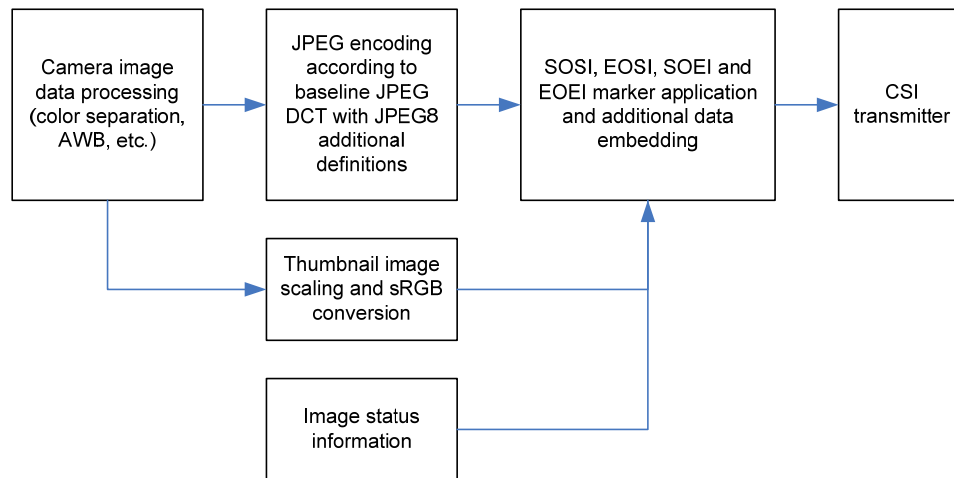 Camera image
data processing
(color separation,
AWB, etc.)
JPEG encoding
according to
baseline JPEG
DCT with JPEG8
additional
definitions
SOSI, EOSI, SOEI and
EOEI marker application
and additional data
embedding
CSI
transmitter
Thumbnail image
scaling and sRGB
conversion
Image status
information